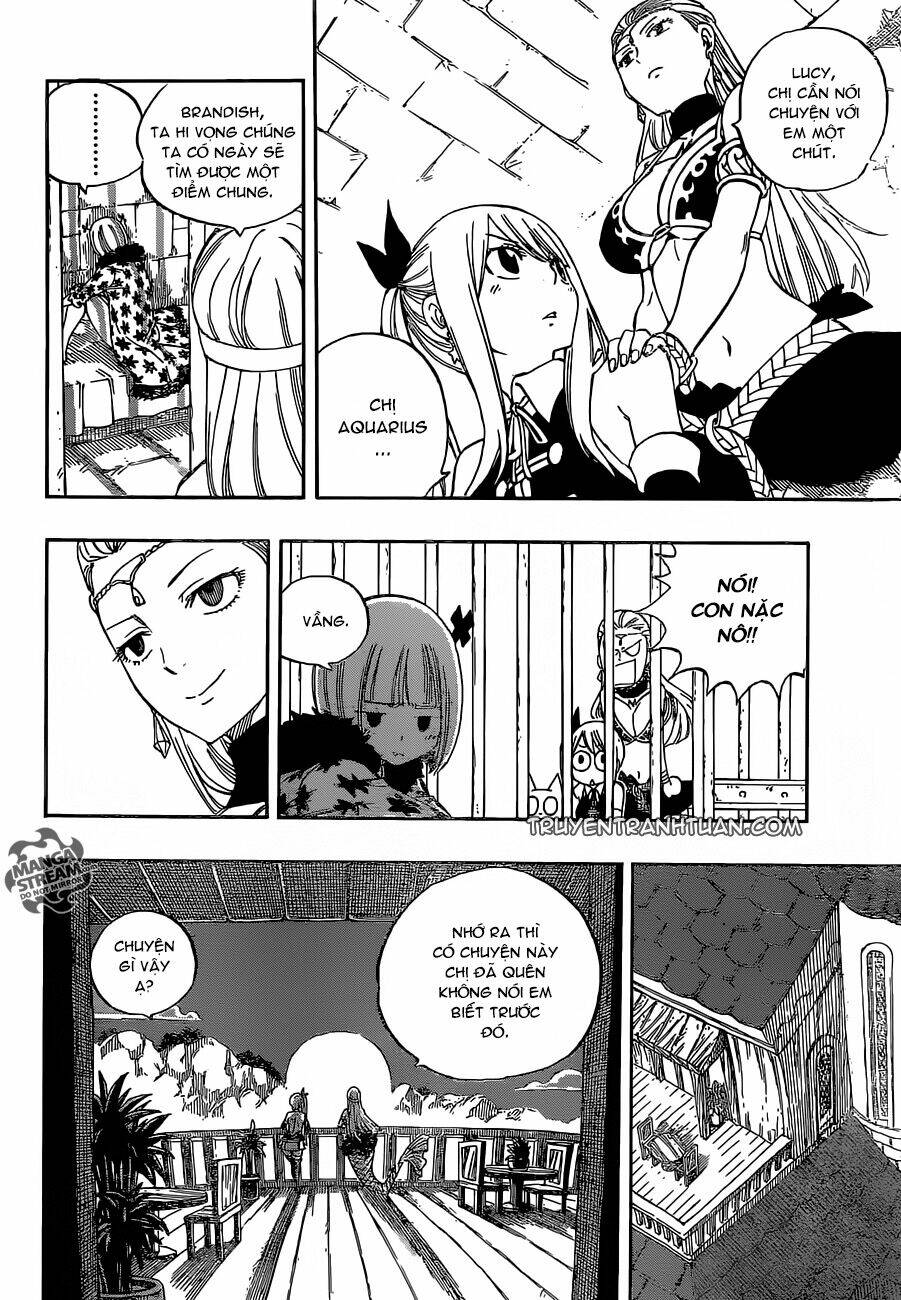 LUCY,
CHỊ CẦN NÓI
CHUYỆN VỚI
EM MỘT
CHÚT.
CHỊ
AQUARIUS
...
BRANDISH,
TA HI VỌNG CHÚNG
TA CÓ NGÀY SẼ
TÌM ĐƯỢC MỘT
ĐIỂM CHUNG.
........
NÓI!
CON NẶC
NÔ!!
VẦNG.
TRUYENTRANHTUAN.COM
MANGA
STREAM
DO NOT MIRROR
NHỚ RA THÌ
CÓ CHUYỆN NÀY
CHỊ ĐÃ QUÊN
KHÔNG NÓI EM
BIẾT TRƯỚC
ĐÓ.
CHUYỆN
GÌ VẬY
Ạ?